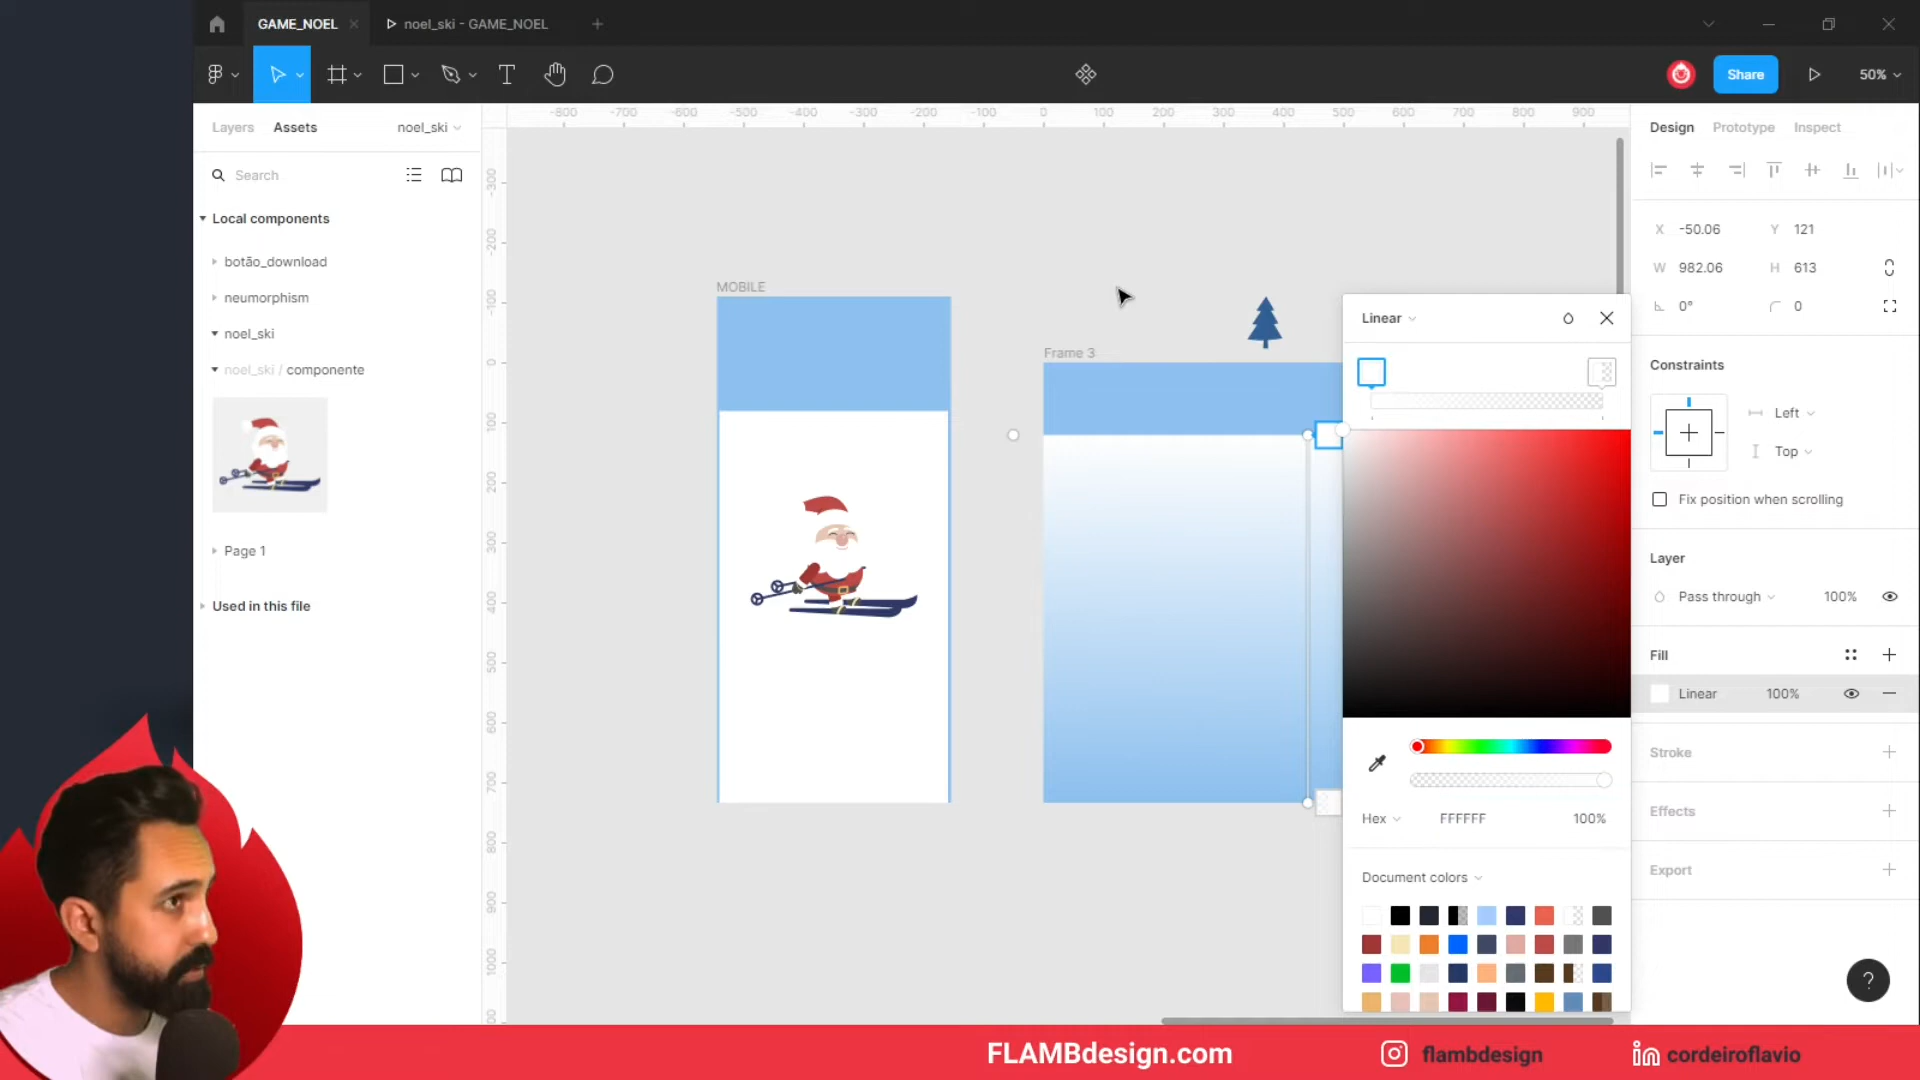 GAME_NOEL
noel_ski - GAME_NOEL
Share
50%
Layers
Assets
noel_ski
Search
Local components
botão_download
neumorphism
noel_ski
noel_ski / componente
Page 1
Used in this file
-800 -700 -600 -500 -400 -300 -200 -100 0 100 200 300 400 500 600 700 800 900
-300
-200
-100
0
100
200
300
400
500
600
700
800
900
1000
MOBILE
Frame 3
Linear
Hex
FFFFFF
100%
Document colors
Design
Prototype
Inspect
X -50.06
Y 121
W 982.06
H 613
0°
0
Constraints
Left
Top
Fix position when scrolling
Layer
Pass through
100%
Fill
Linear
100%
Stroke
Effects
Export
?
FLAMBdesign.com
flambdesign
cordeiroflavio